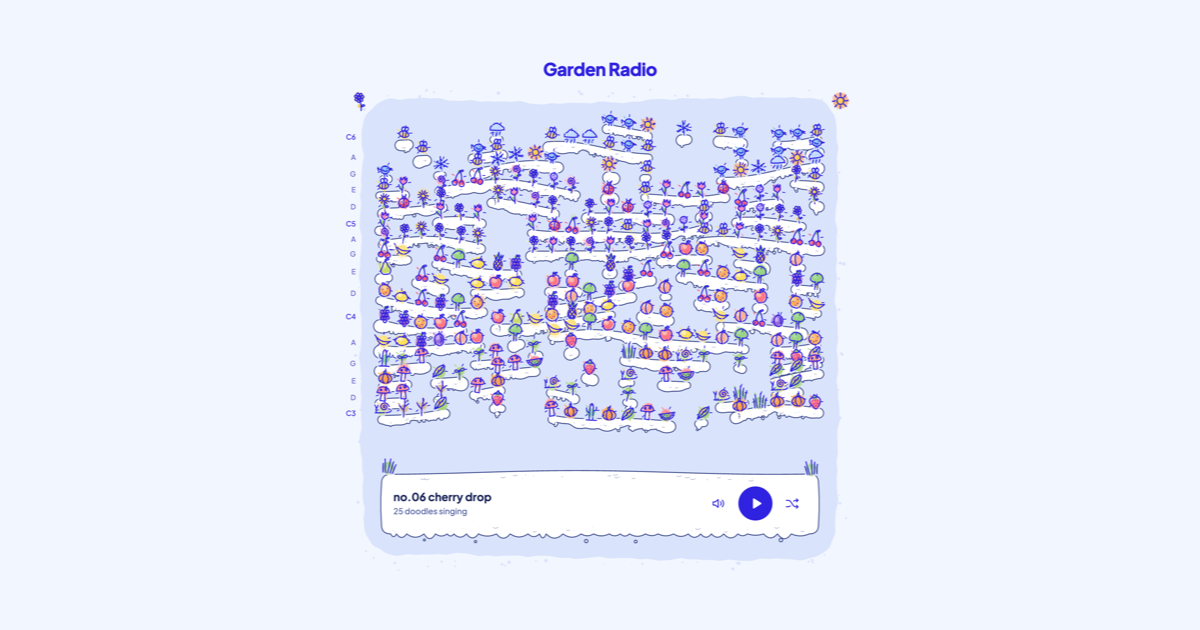 Garden Radio
C6
A
G
E
D
C5
A
G
E
D
C4
A
G
E
D
C3
no.06 cherry drop
25 doodles singing